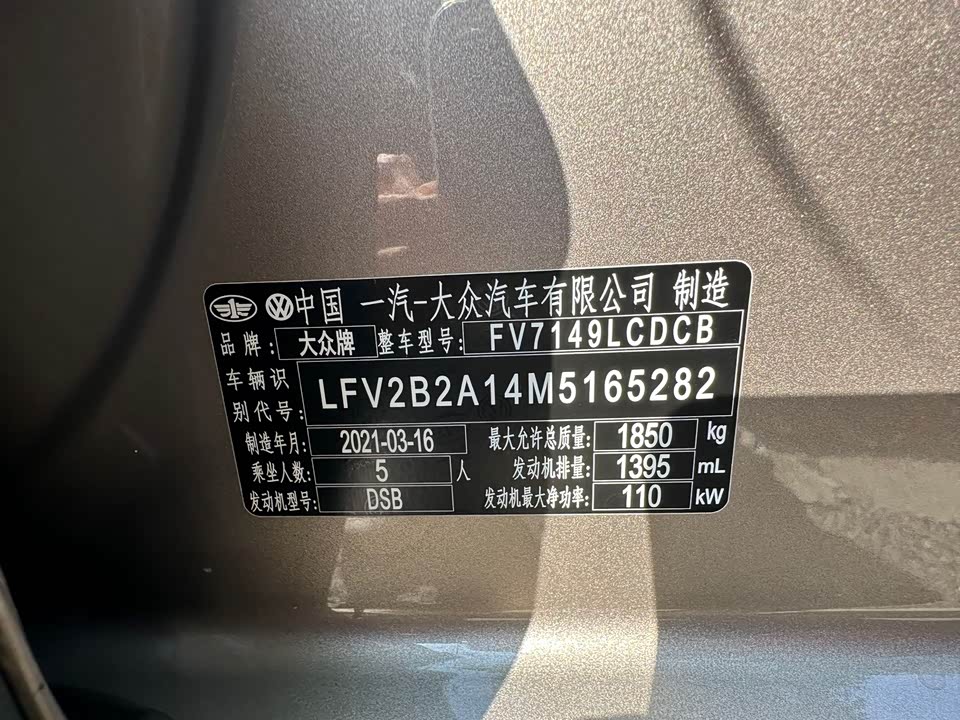 中国 一汽-大众汽车有限公司 制造
品牌: 大众牌 整车型号: FV7149LCDCB
车辆识别代号: LFV2B2A14M5165282
制造年月: 2021-03-16 最大允许总质量: 1850 kg
乘坐人数: 5 人 发动机排量: 1395 mL
发动机型号: DSB 发动机最大净功率: 110 kW